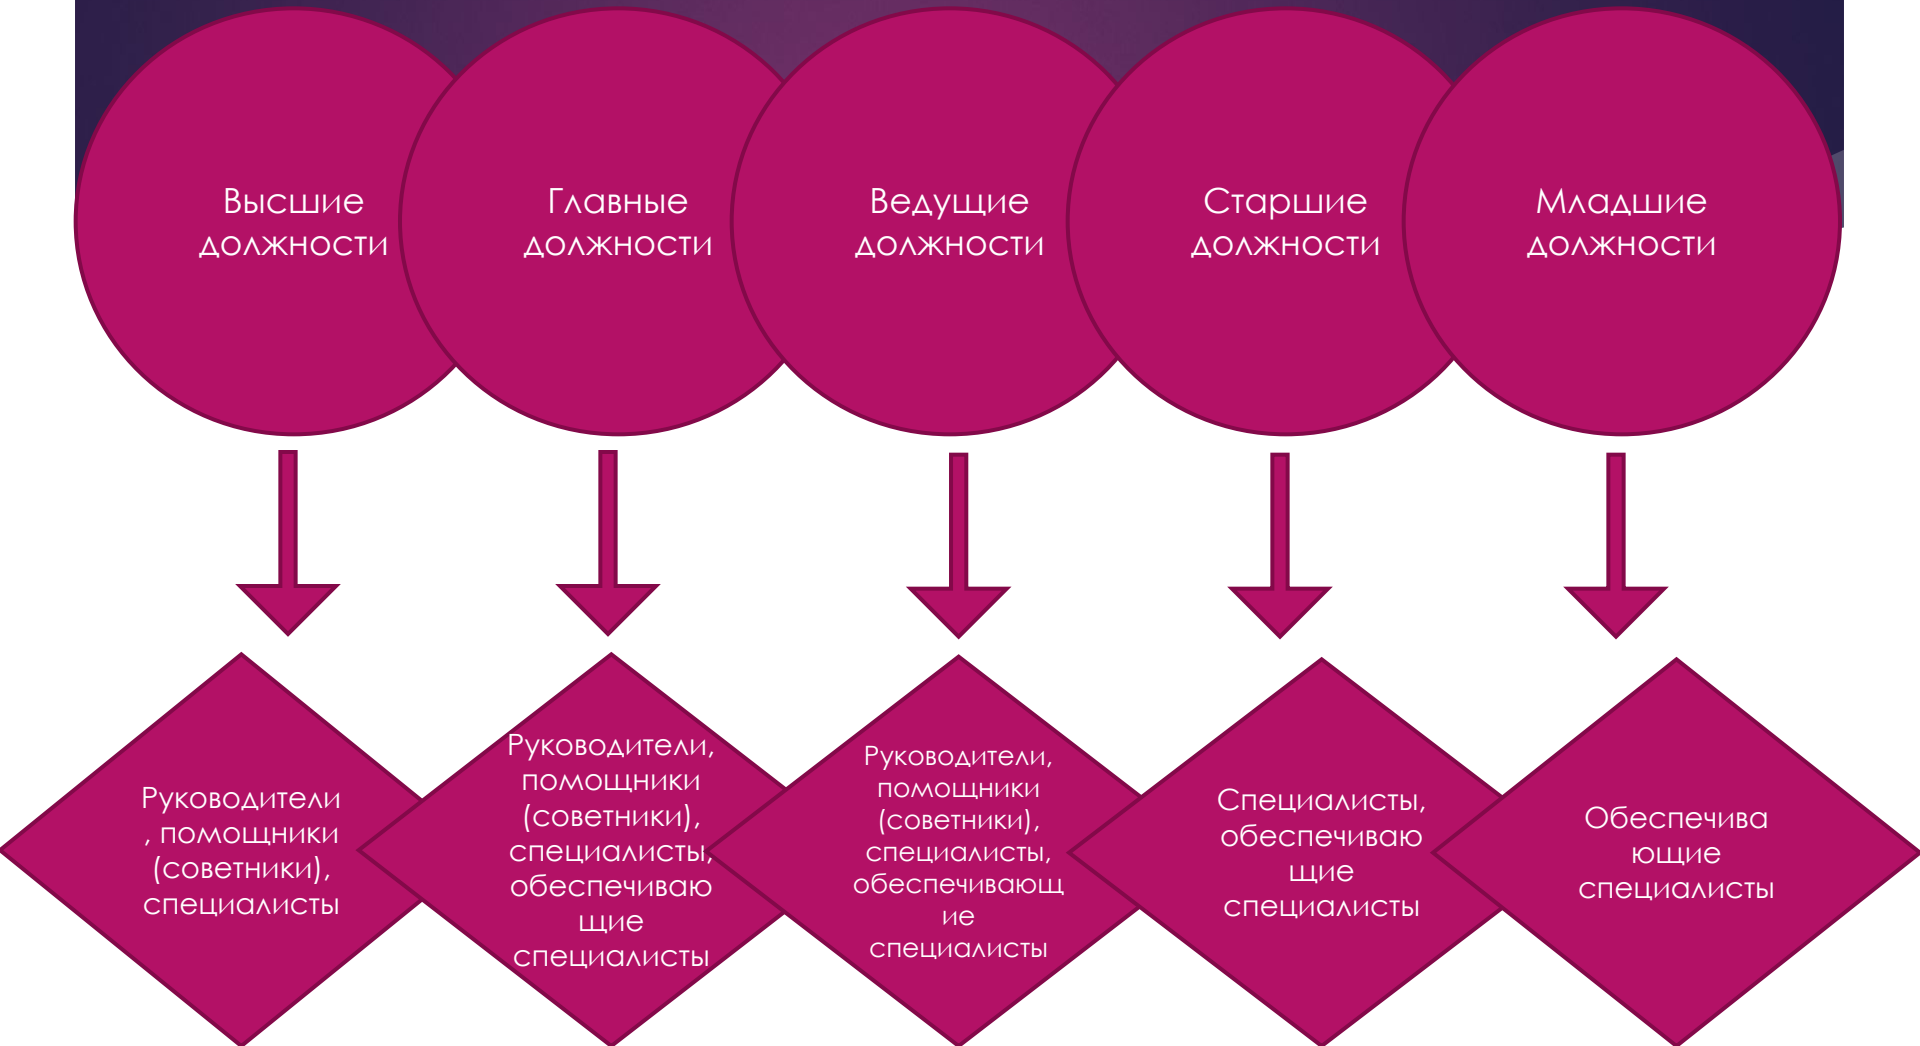 Высшие
должности
Главные
должности
Ведущие
должности
Старшие
должности
Младшие
должности
Руководители
, помощники
(советники),
специалисты
Руководители,
помощники
(советники),
специалисты,
обеспечиваю
щие
специалисты
Руководители,
помощники
(советники),
специалисты,
обеспечивающ
ие
специалисты
Специалисты,
обеспечиваю
щие
специалисты
Обеспечива
ющие
специалисты